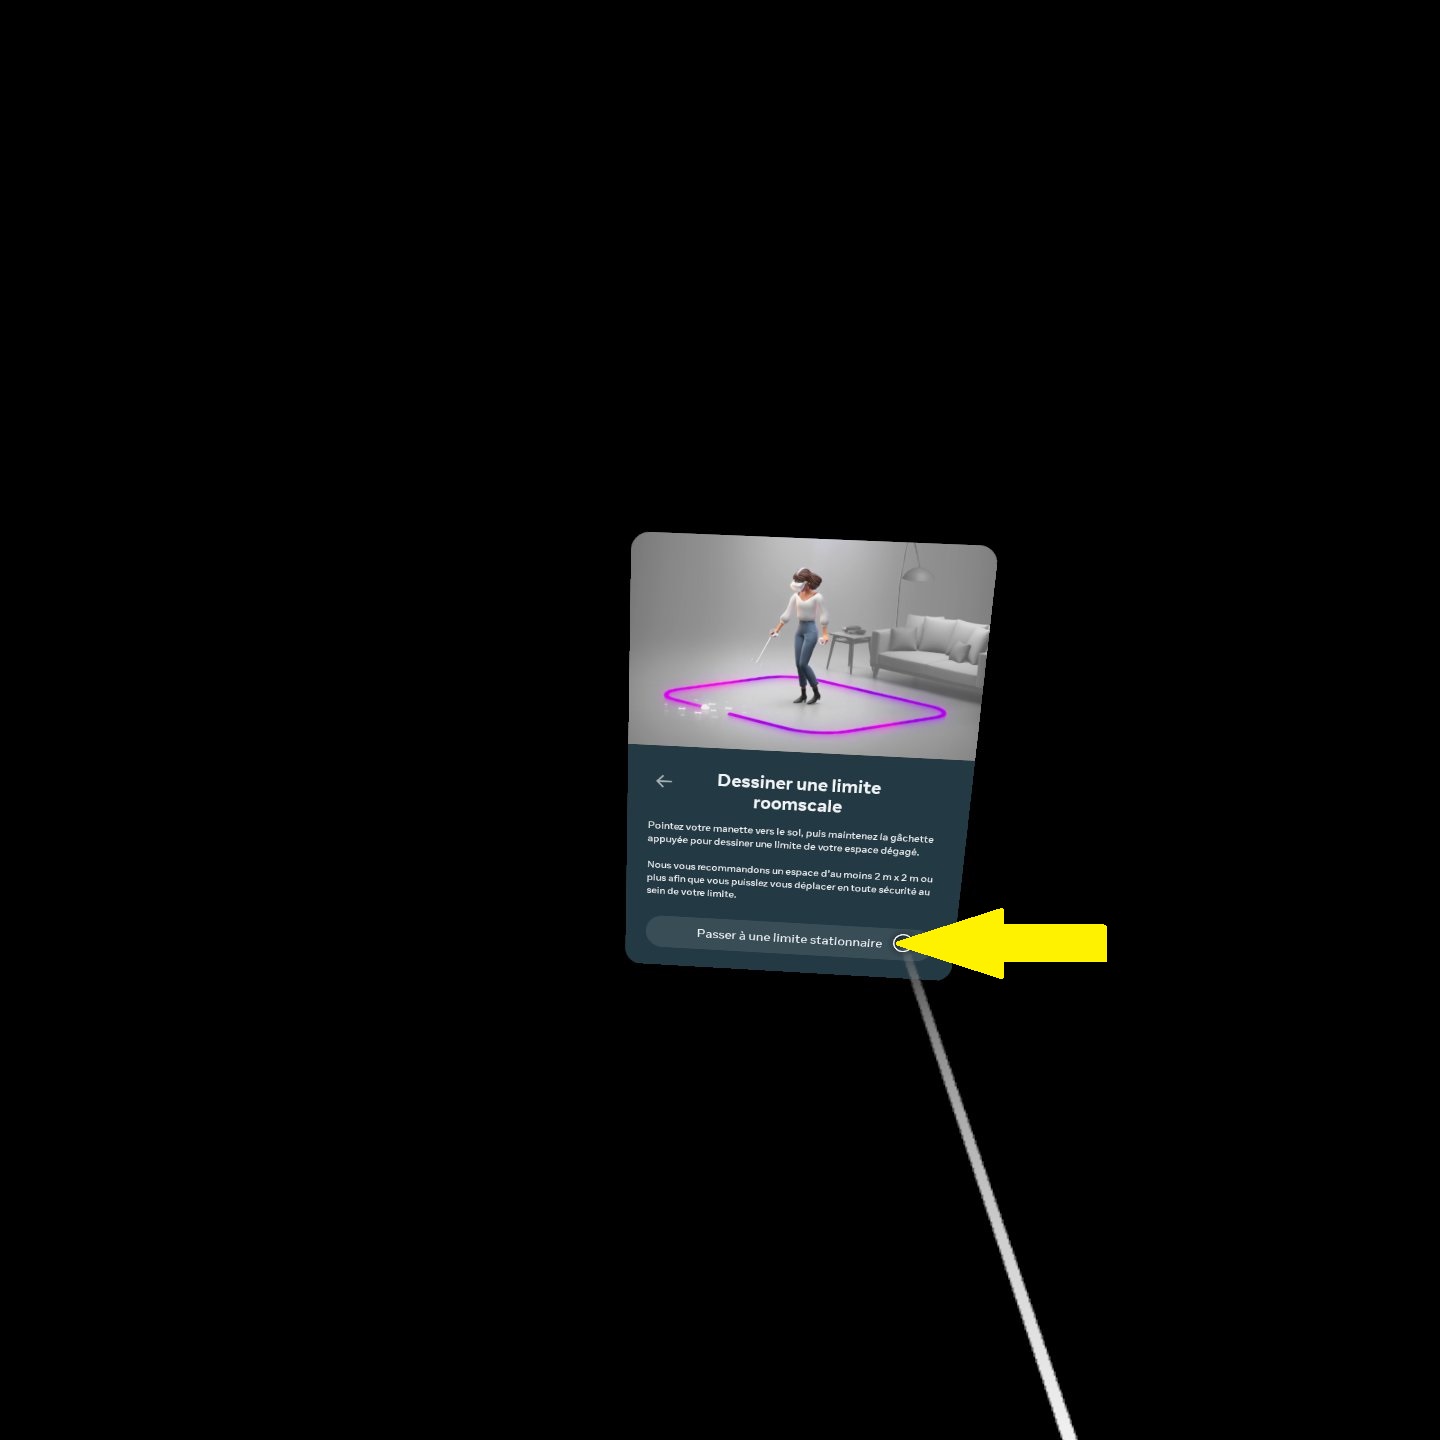 Dessiner une limite
roomscale
Pointez votre manette vers le sol, puis maintenez la gâchette
appuyée pour dessiner une limite de votre espace dégagé.
Nous vous recommandons un espace d'au moins 2 m x 2 m ou
plus afin que vous puissiez vous déplacer en toute sécurité au
sein de votre limite.
Passer à une limite stationnaire